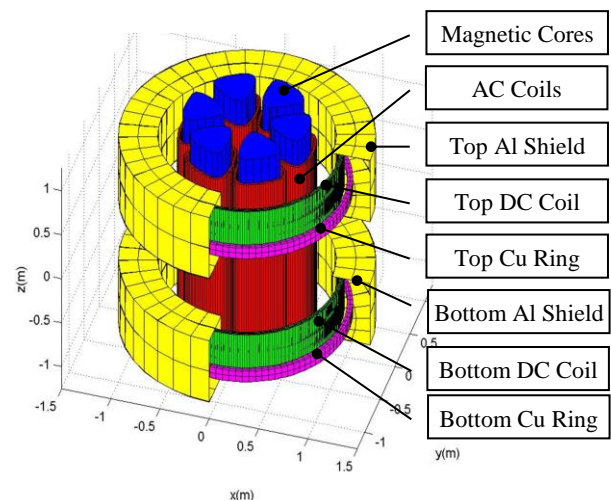 Magnetic Cores
AC Coils
Top Al Shield
Top DC Coil
Top Cu Ring
Bottom Al Shield
Bottom DC Coil
Bottom Cu Ring
1
0.5
0
-0.5
-1
z(m)
-1.5
-1
-0.5
0
0.5
1
1.5
x(m)
0.5
0
-0.5
-1
y(m)